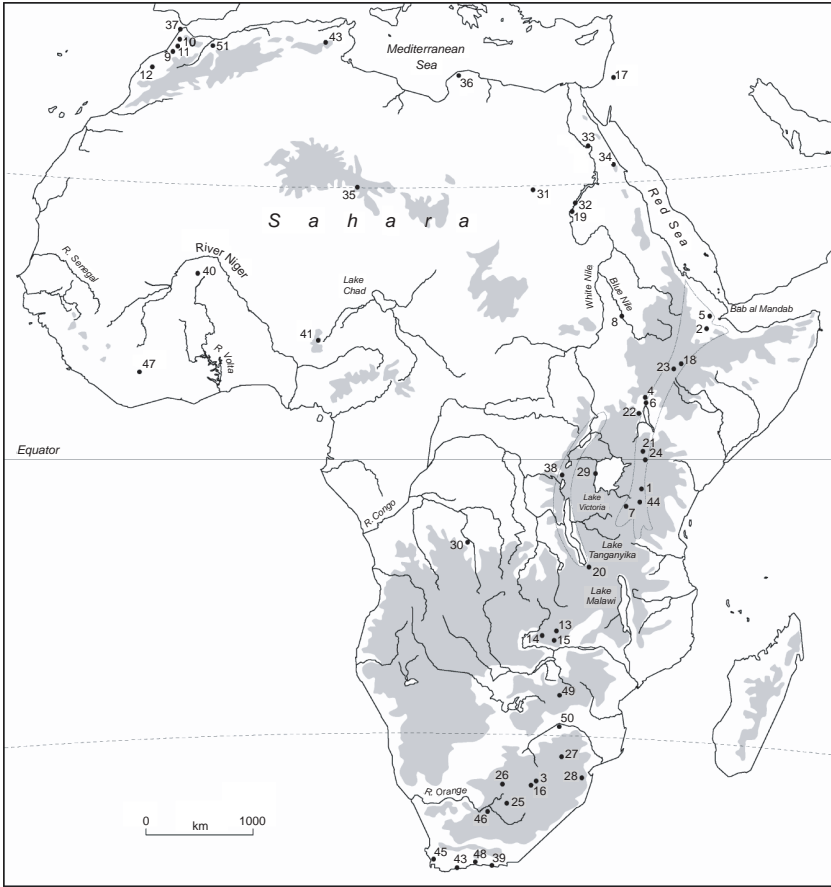 37
10
11
9
12
51
43
Mediterranean
Sea
36
17
33
34
35
31
32
19
Sahara
Red Sea
R. Senegal
River Niger
40
Lake
Chad
White Nile
Blue Nile
8
Bab al Mandab
5
2
41
47
R. Volta
18
23
4
6
22
Equator
21
24
38
29
1
Lake
Victoria
44
7
R. Congo
30
Lake
Tanganyika
20
Lake
Malawi
13
14
15
49
50
27
26
3
28
16
R. Orange
25
46
0
km
1000
45
43
48
39